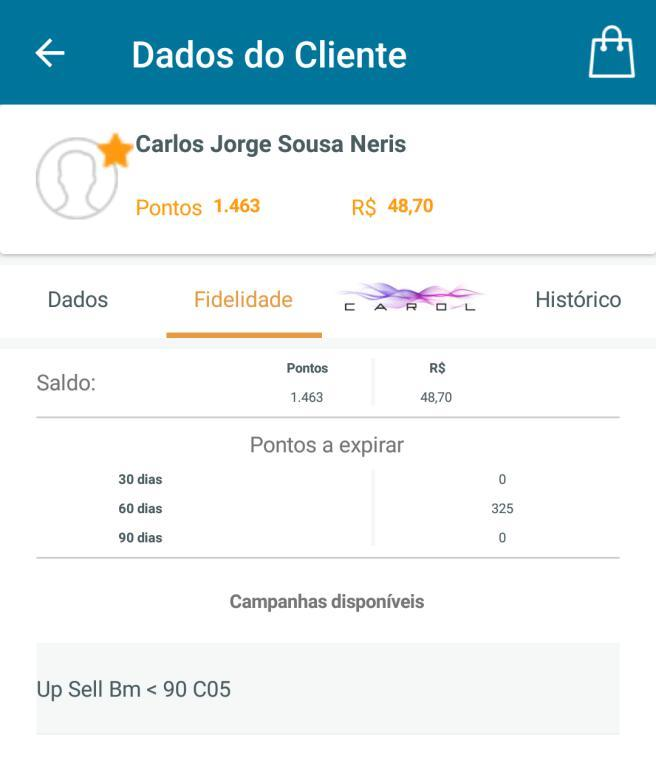 Dados do Cliente
Carlos Jorge Sousa Neris
Pontos 1.463 R$ 48,70
Dados Fidelidade CAROL Histórico
Pontos R$
Saldo:
1.463 48,70
Pontos a expirar
30 dias 0
60 dias 325
90 dias 0
Campanhas disponíveis
Up Sell Bm < 90 C05